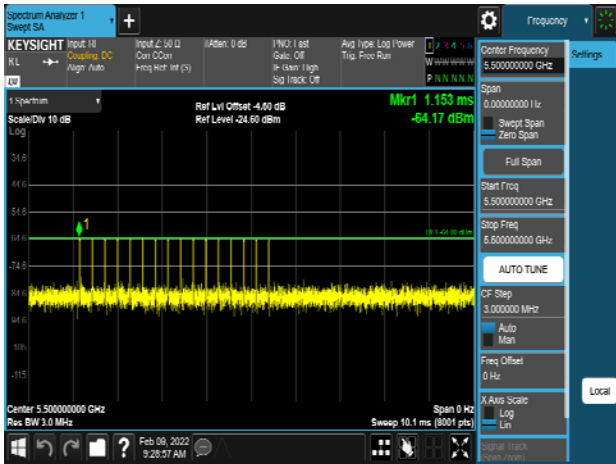 Spectrum Analyzer 1
Swept SA
+
Frequency
KEYSIGHT
Input: RF
Coupling: DC
Align: Auto
Input Z: 50 Ω
Corr CCorr
Freq Ref: Int (S)
#Atten: 0 dB
PNO: Fast
Gate: Off
IF Gain: High
Sig Track: Off
Avg Type: Log Power
Trig: Free Run
1 2 3 4 5 6
W W W W W W
P N N N N N
KL
LXI
1 Spectrum
Scale/Div 10 dB
Log
Ref Lvl Offset -4.60 dB
Ref Level -24.60 dBm
Mkr1 1.153 ms
-64.17 dBm
-34.6
-44.6
-54.6
-64.6
-74.6
-84.6
-94.6
-105
-115
1
Center 5.500000000 GHz
Res BW 3.0 MHz
Span 0 Hz
Sweep 10.1 ms (8001 pts)
Center Frequency
5.500000000 GHz
Settings
Span
0.00000000 Hz
Swept Span
Zero Span
Full Span
Start Freq
5.500000000 GHz
Stop Freq
5.500000000 GHz
AUTO TUNE
CF Step
3.000000 MHz
Auto
Man
Freq Offset
0 Hz
X Axis Scale
Log
Lin
Signal Track
(Span Zoom)
Local
?
Feb 09, 2022
9:28:57 AM